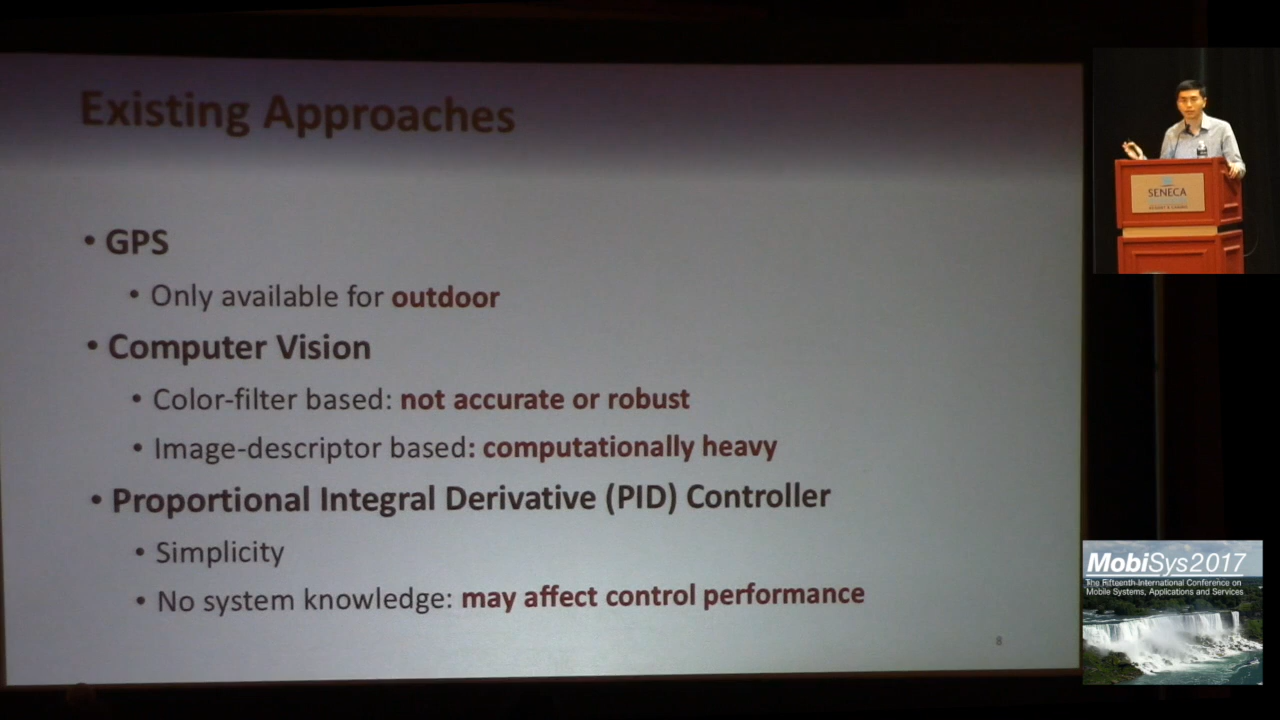 Existing Approaches
• GPS
• Only available for outdoor
• Computer Vision
• Color-filter based: not accurate or robust
• Image-descriptor based: computationally heavy
• Proportional Integral Derivative (PID) Controller
• Simplicity
• No system knowledge: may affect control performance
8
SENECA
MobiSys2017
The Fifteenth International Conference on
Mobile Systems, Applications and Services